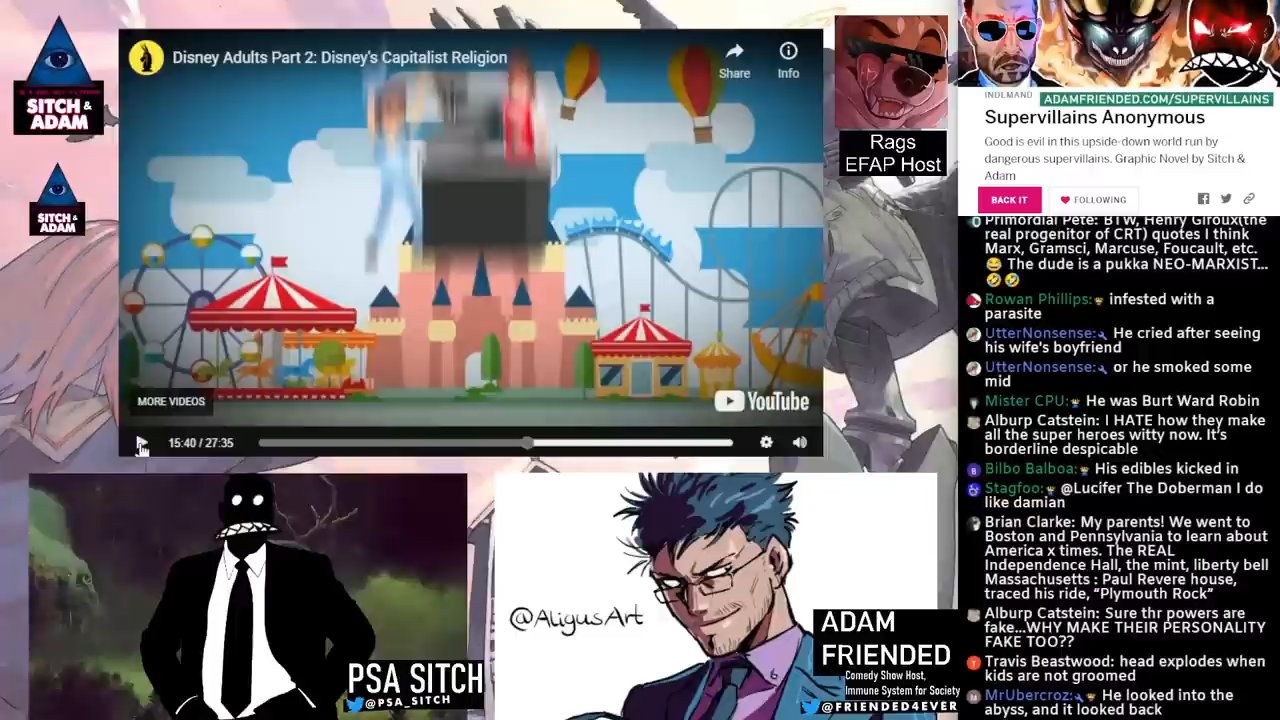 SITCH &
ADAM
SITCH &
ADAM
Disney Adults Part 2: Disney's Capitalist Religion
Share
Info
MORE VIDEOS
YouTube
15:40 / 27:35
Rags
EFAP Host
INDEMAND
ADAMFRIENDED.COM/SUPERVILLAINS
Supervillains Anonymous
Good is evil in this upside-down world run by
dangerous supervillains. Graphic Novel by Sitch &
Adam
BACK IT
FOLLOWING
Primordial Pete: BTW, Henry Giroux(the
real progenitor of CRT) quotes I think
Marx, Gramsci, Marcuse, Foucault, etc.
😂 The dude is a pukka NEO-MARXIST...
🤣🤣
Rowan Phillips: infested with a
parasite
UtterNonsense: He cried after seeing
his wife's boyfriend
UtterNonsense: or he smoked some
mid
Mister CPU: He was Burt Ward Robin
Alburp Catstein: I HATE how they make
all the super heroes witty now. It's
borderline despicable
Bilbo Balboa: His edibles kicked in
Stagfoo: @Lucifer The Doberman I do
like damian
Brian Clarke: My parents! We went to
Boston and Pennsylvania to learn about
America x times. The REAL
Independence Hall, the mint, liberty bell
Massachusetts : Paul Revere house,
traced his ride, “Plymouth Rock”
Alburp Catstein: Sure thr powers are
fake...WHY MAKE THEIR PERSONALITY
FAKE TOO??
Travis Beastwood: head explodes when
kids are not groomed
MrUbercroz: He looked into the
abyss, and it looked back
PSA SITCH
@PSA_SITCH
@AligusArt
ADAM
FRIENDED
Comedy Show Host,
Immune System for Society
@FRIENDED4EVER